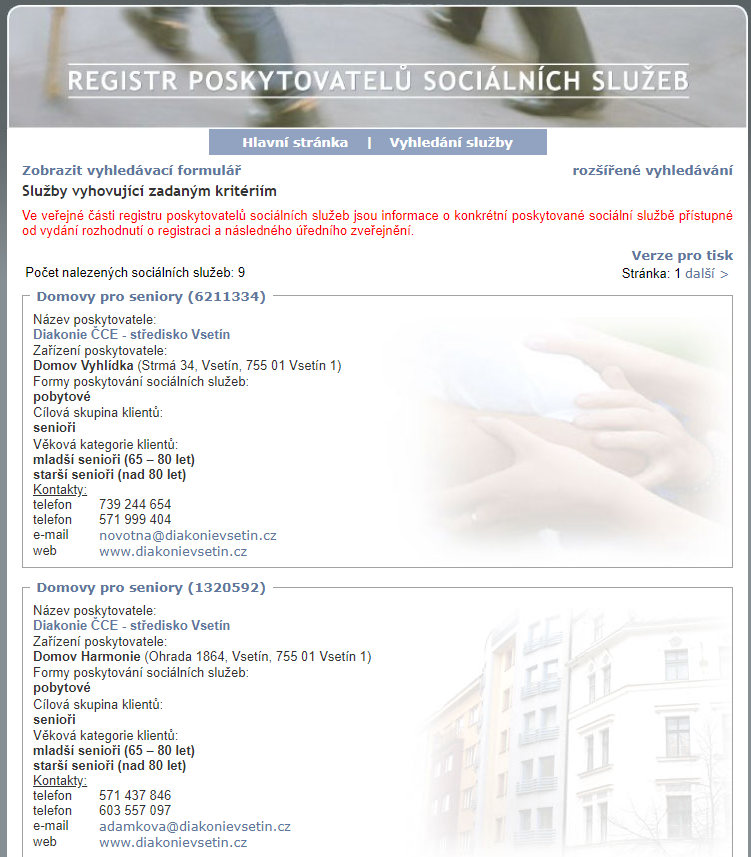 REGISTR POSKYTOVATELŮ SOCIÁLNÍCH SLUŽEB
Hlavní stránka | Vyhledání služby
Zobrazit vyhledávací formulář rozšířené vyhledávání
Služby vyhovující zadaným kritériím
Ve veřejné části registru poskytovatelů sociálních služeb jsou informace o konkrétní poskytované sociální službě přístupné
od vydání rozhodnutí o registraci a následného úředního zveřejnění.
Verze pro tisk
Počet nalezených sociálních služeb: 9 Stránka: 1 další >
Domovy pro seniory (6211334)
Název poskytovatele:
Diakonie ČCE - středisko Vsetín
Zařízení poskytovatele:
Domov Vyhlídka (Strmá 34, Vsetín, 755 01 Vsetín 1)
Formy poskytování sociálních služeb:
pobytové
Cílová skupina klientů:
senioři
Věková kategorie klientů:
mladší senioři (65 – 80 let)
starší senioři (nad 80 let)
Kontakty:
telefon 739 244 654
telefon 571 999 404
e-mail novotna@diakonievsetin.cz
web www.diakonievsetin.cz
Domovy pro seniory (1320592)
Název poskytovatele:
Diakonie ČCE - středisko Vsetín
Zařízení poskytovatele:
Domov Harmonie (Ohrada 1864, Vsetín, 755 01 Vsetín 1)
Formy poskytování sociálních služeb:
pobytové
Cílová skupina klientů:
senioři
Věková kategorie klientů:
mladší senioři (65 – 80 let)
starší senioři (nad 80 let)
Kontakty:
telefon 571 437 846
telefon 603 557 097
e-mail adamkova@diakonievsetin.cz
web www.diakonievsetin.cz